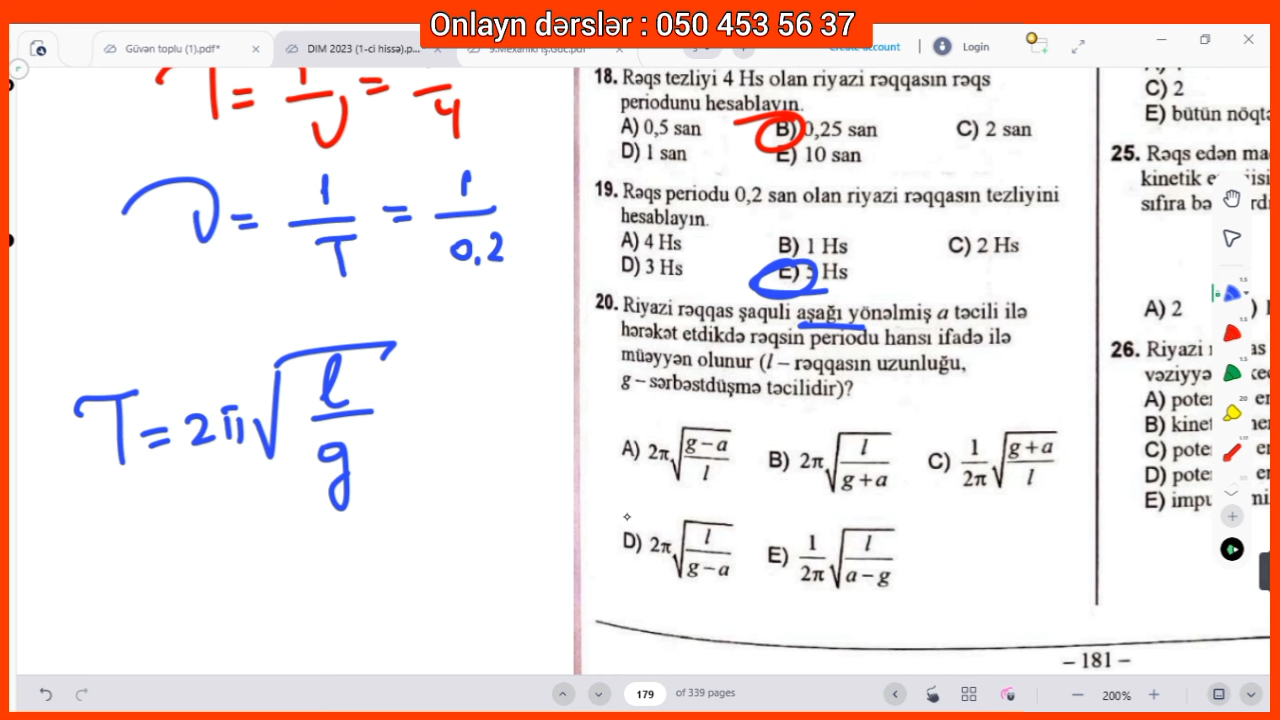 Onlayn dərslər : 050 453 56 37
Güvən toplu (1).pdf*
DIM 2023 (1-ci hissə).p...
9.Mexaniki iş.Güc.pdf
Create account
Login
T = 1/ν = /4
ν = 1/T = 1/0,2
T = 2π√(l/g)
18. Rəqs tezliyi 4 Hs olan riyazi rəqqasın rəqs
periodunu hesablayın.
A) 0,5 san B) 0,25 san C) 2 san
D) 1 san E) 10 san
19. Rəqs periodu 0,2 san olan riyazi rəqqasın tezliyini
hesablayın.
A) 4 Hs B) 1 Hs C) 2 Hs
D) 3 Hs E) 5 Hs
20. Riyazi rəqqas şaquli aşağı yönəlmiş a təcili ilə
hərəkət etdikdə rəqsin periodu hansı ifadə ilə
müəyyən olunur (l – rəqqasın uzunluğu,
g – sərbəstdüşmə təcilidir)?
A) 2π√((g–a)/l) B) 2π√(l/(g+a)) C) 1/2π √((g+a)/l)
D) 2π√(l/(g–a)) E) 1/2π √(l/(a–g))
– 181 –
C) 2
E) bütün nöqtə
25. Rəqs edən ma
kinetik e
sıfıra bə
A) 2
26. Riyazi
vəziyyə
A) pote
B) kinet
C) pote
D) pote
E) impu
179 of 339 pages
200%